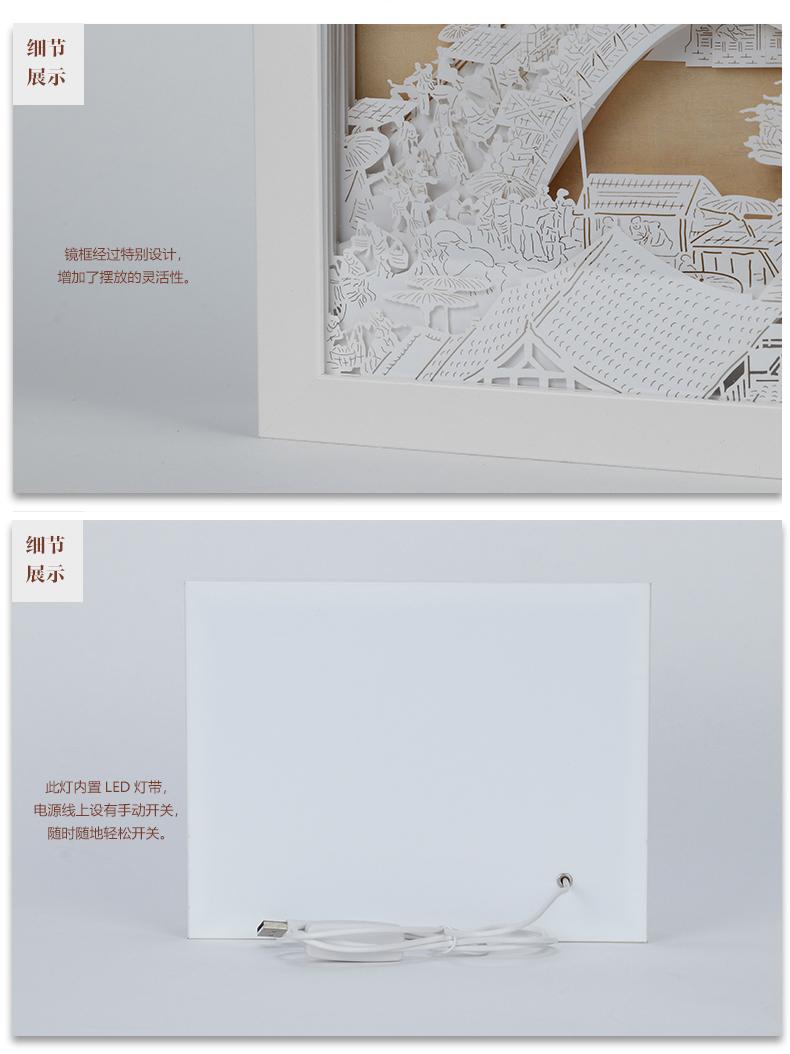 细节
展示
镜框经过特别设计，
增加了摆放的灵活性。
细节
展示
此灯内置 LED 灯带，
电源线上设有手动开关，
随时随地轻松开关。